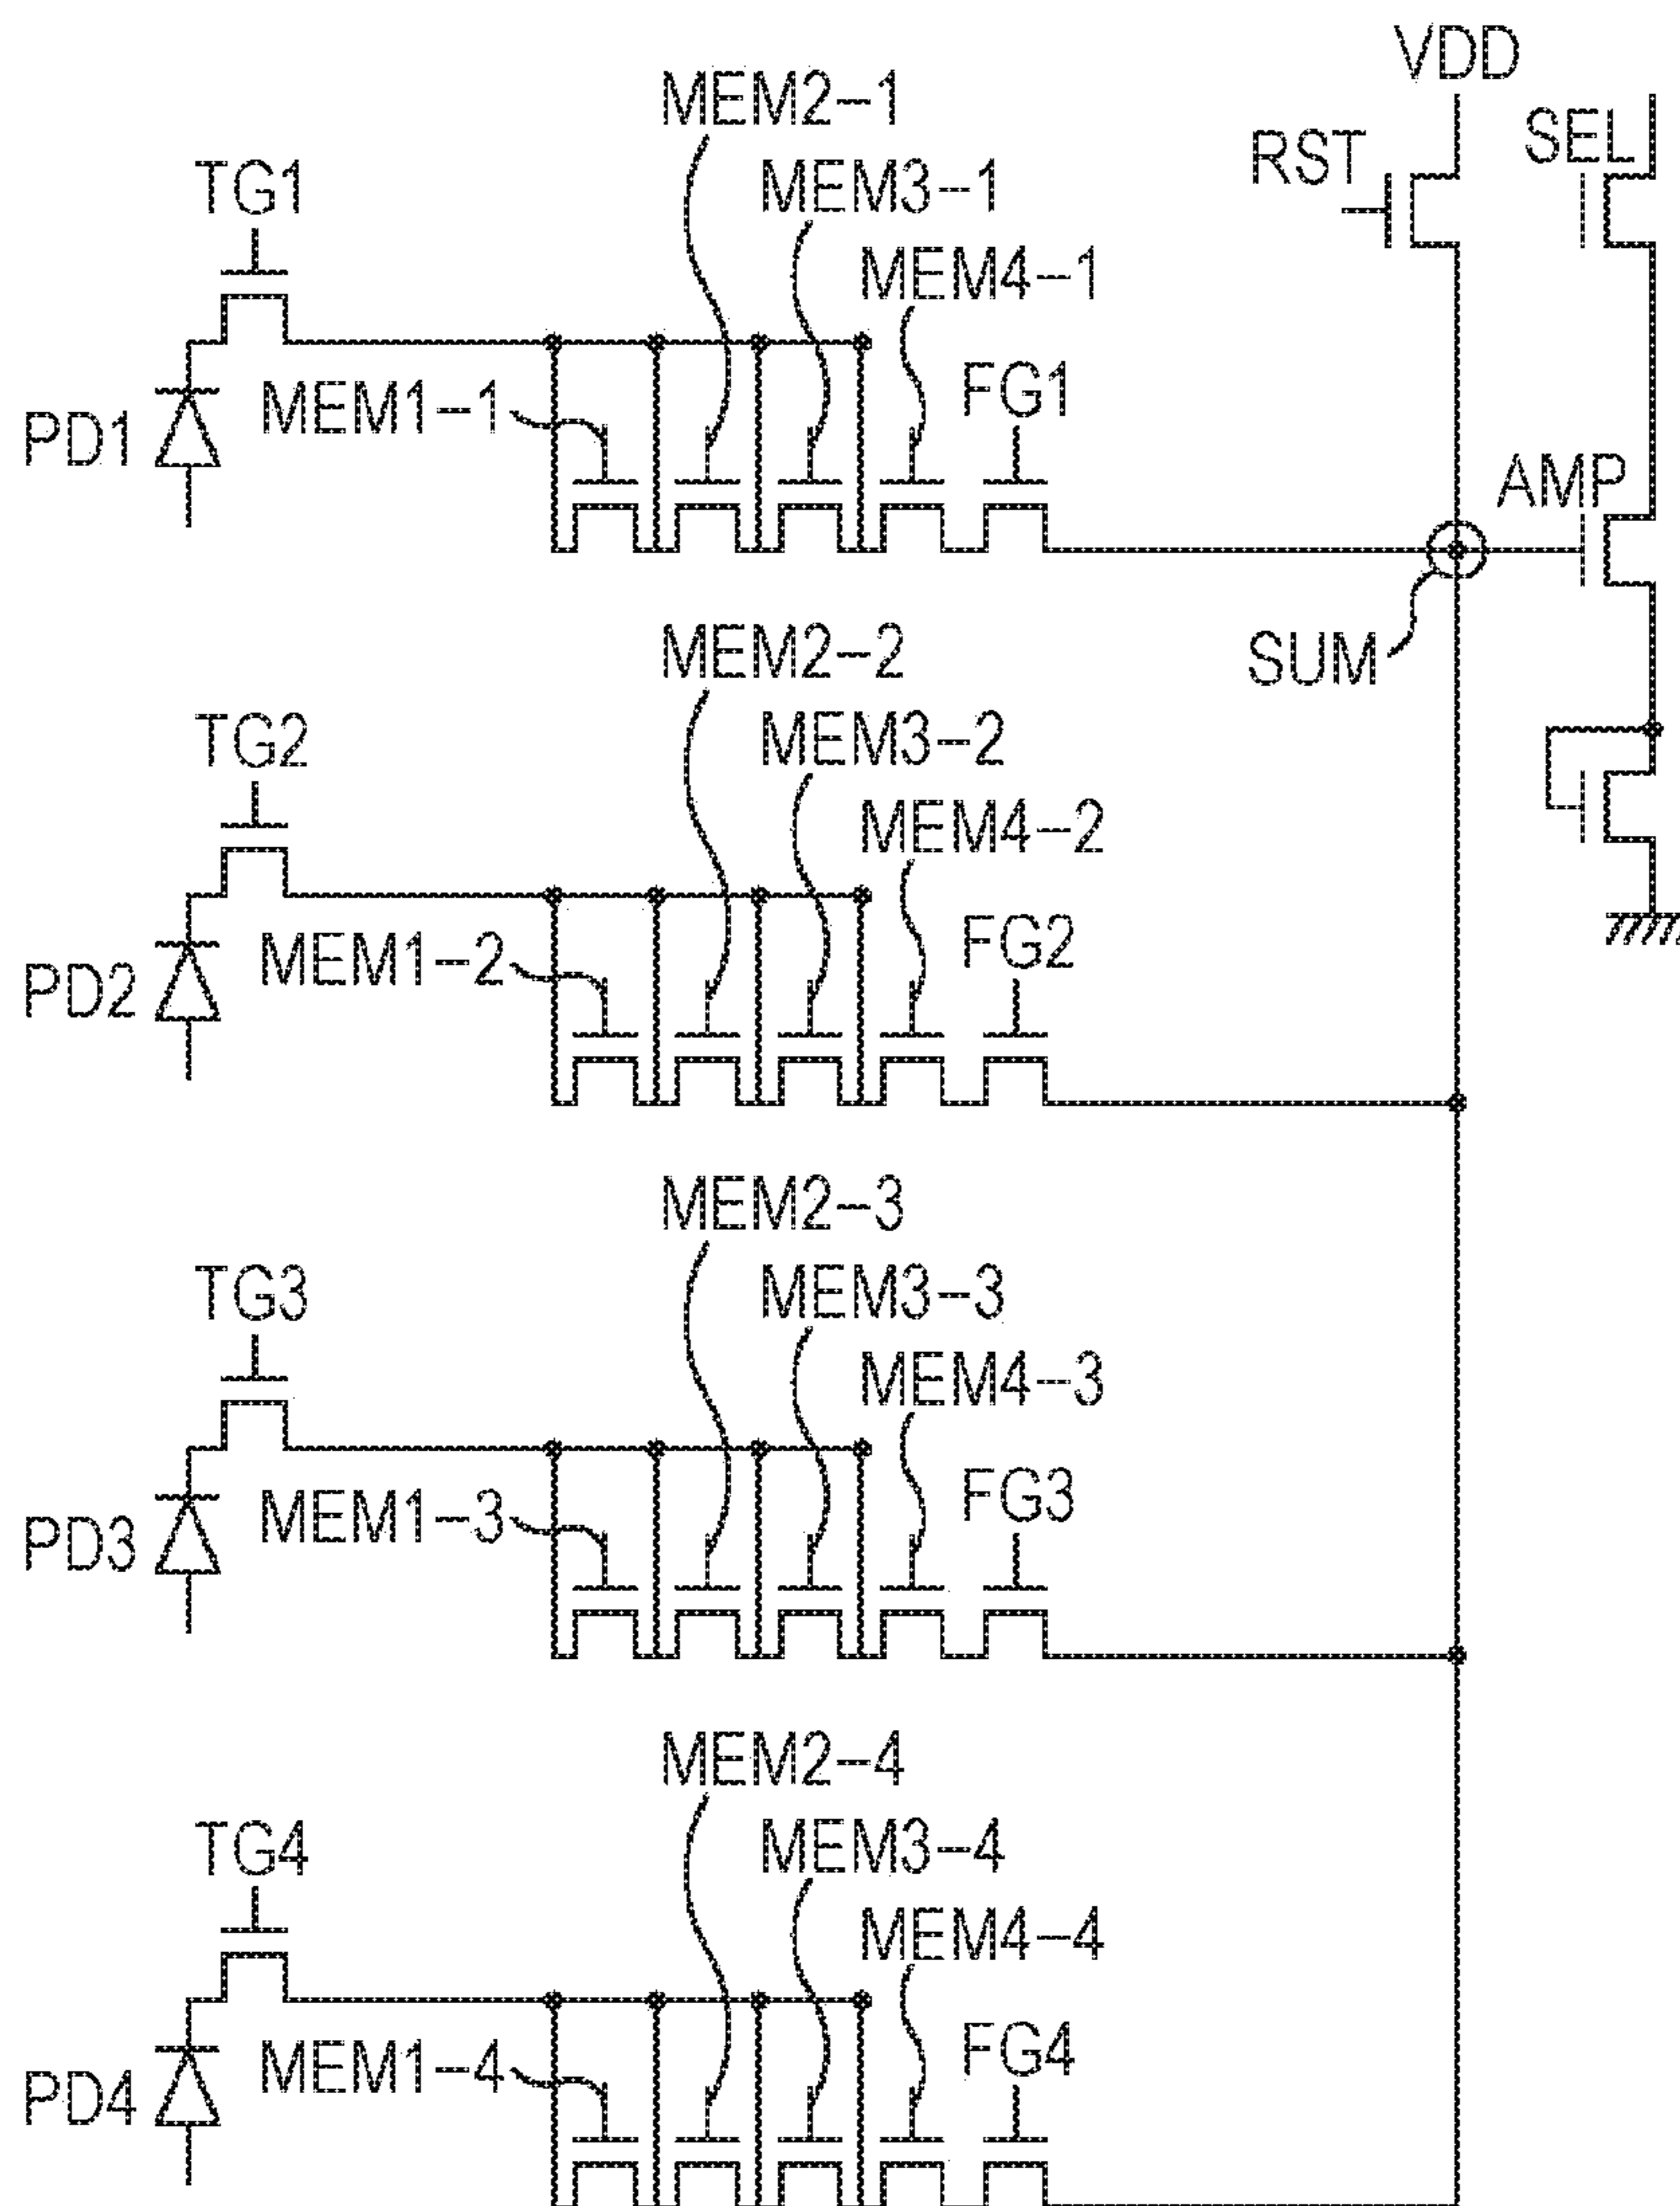 VDD
SEL
RST
MEM2-1
TG1
MEM3-1
MEM4-1
FG1
MEM1-1
PD1
AMP
SUM
MEM2-2
TG2
MEM3-2
MEM4-2
FG2
MEM1-2
PD2
MEM2-3
TG3
MEM3-3
MEM4-3
FG3
MEM1-3
PD3
MEM2-4
TG4
MEM3-4
MEM4-4
FG4
MEM1-4
PD4